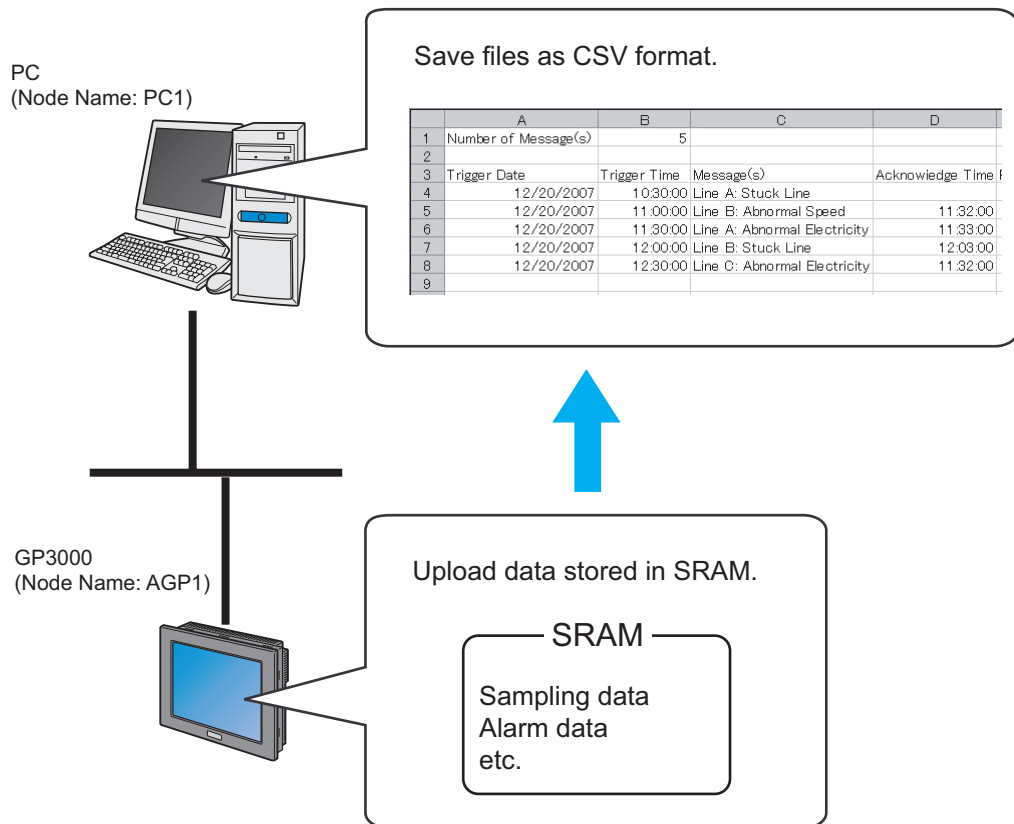 Save files as CSV format.
PC
(Node Name: PC1)
A B C D
1 Number of Message(s) 5
2
3 Trigger Date Trigger Time Message(s) Acknowiedge Time
4 12/20/2007 10:30:00 Line A: Stuck Line
5 12/20/2007 11:00:00 Line B: Abnormal Speed 11:32:00
6 12/20/2007 11:30:00 Line A: Abnormal Electricity 11:33:00
7 12/20/2007 12:00:00 Line B: Stuck Line 12:03:00
8 12/20/2007 12:30:00 Line C: Abnormal Electricity 11:32:00
9
GP3000
(Node Name: AGP1)
Upload data stored in SRAM.
SRAM
Sampling data
Alarm data
etc.